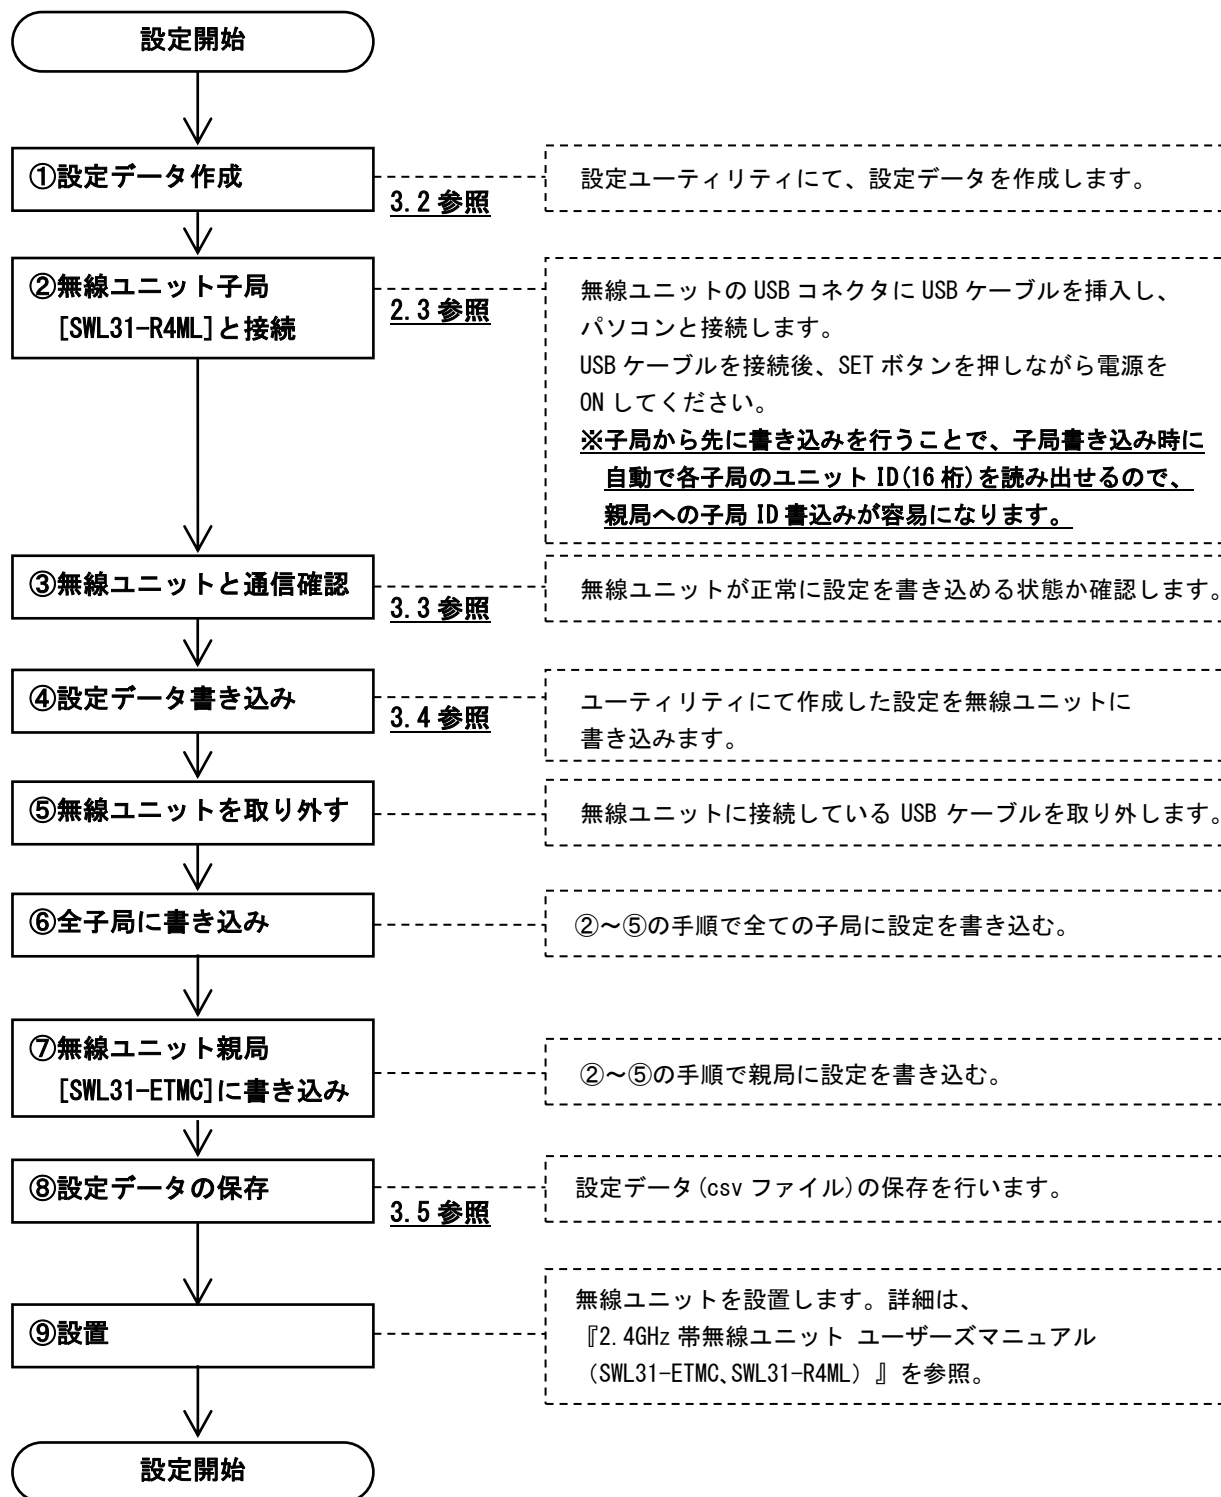 設定開始
①設定データ作成
3.2 参照
設定ユーティリティにて、設定データを作成します。
②無線ユニット子局
[SWL31-R4ML]と接続
2.3 参照
無線ユニットの USB コネクタに USB ケーブルを挿入し、
パソコンと接続します。
USB ケーブルを接続後、SET ボタンを押しながら電源を
ON してください。
※子局から先に書き込みを行うことで、子局書き込み時に
自動で各子局のユニット ID(16 桁)を読み出せるので、
親局への子局 ID 書込みが容易になります。
③無線ユニットと通信確認
3.3 参照
無線ユニットが正常に設定を書き込める状態か確認します。
④設定データ書き込み
3.4 参照
ユーティリティにて作成した設定を無線ユニットに
書き込みます。
⑤無線ユニットを取り外す
無線ユニットに接続している USB ケーブルを取り外します。
⑥全子局に書き込み
②～⑤の手順で全ての子局に設定を書き込む。
⑦無線ユニット親局
[SWL31-ETMC]に書き込み
②～⑤の手順で親局に設定を書き込む。
⑧設定データの保存
3.5 参照
設定データ(csv ファイル)の保存を行います。
⑨設置
無線ユニットを設置します。詳細は、
『2.4GHz 帯無線ユニット ユーザーズマニュアル
（SWL31-ETMC、SWL31-R4ML）』を参照。
設定開始